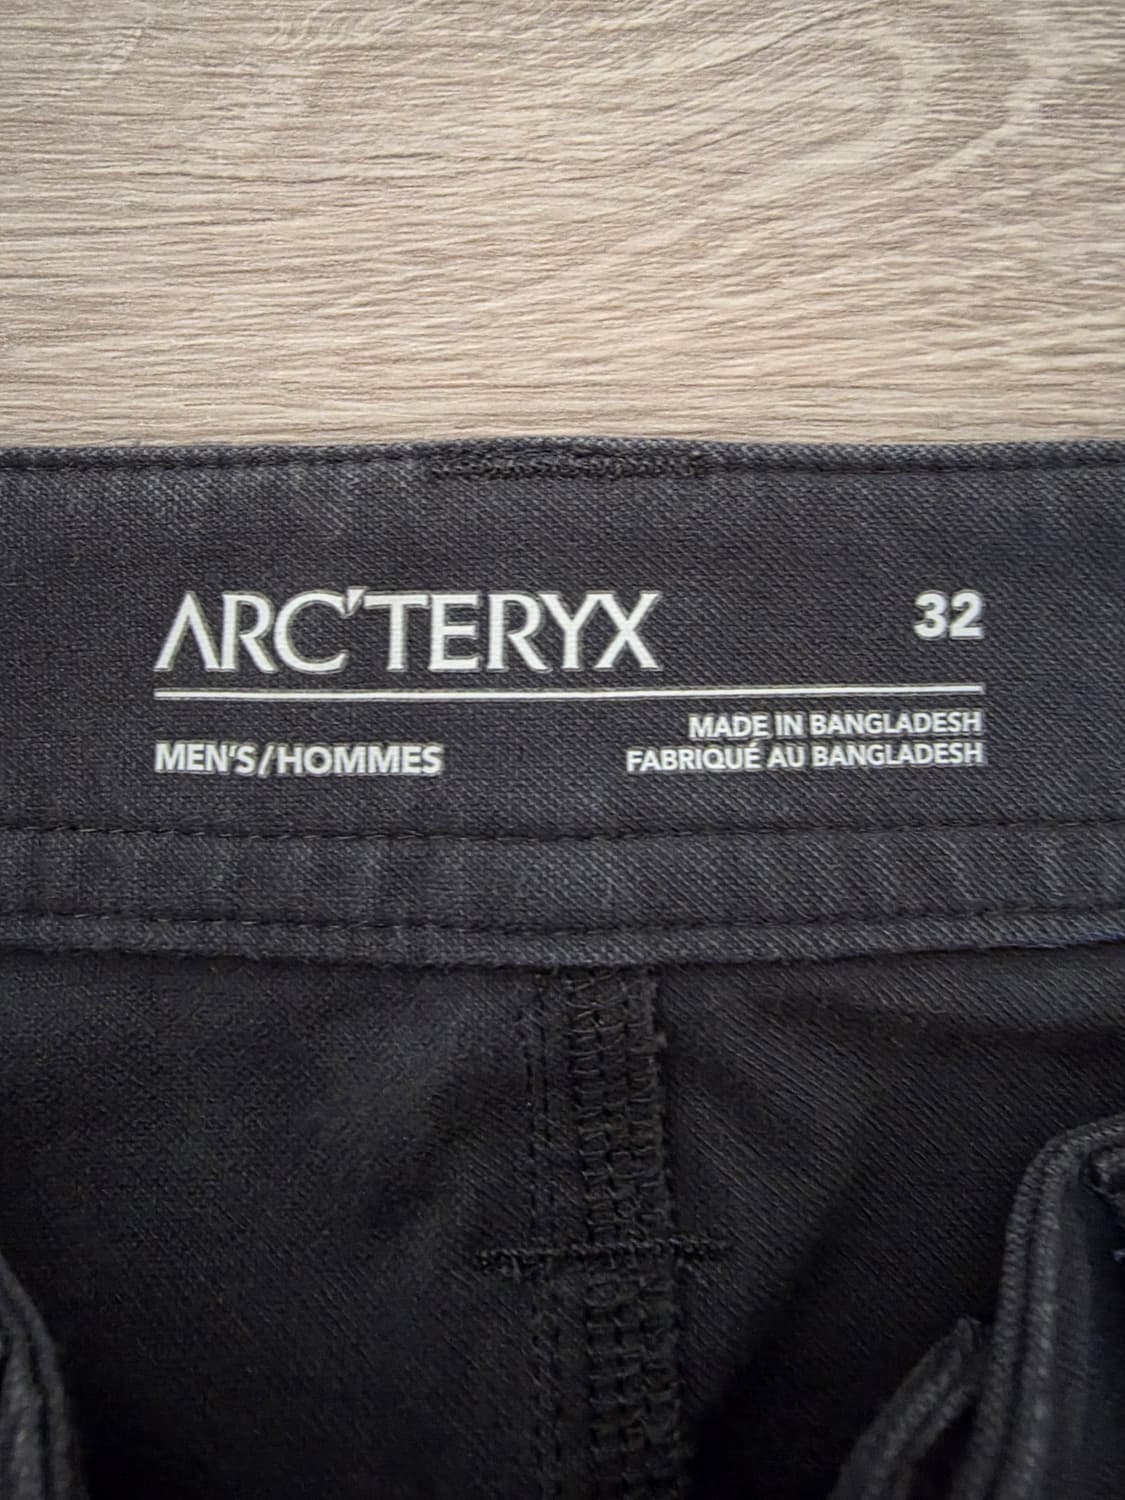 ARC'TERYX 32
MADE IN BANGLADESH
MEN'S/HOMMES FABRIQUÉ AU BANGLADESH